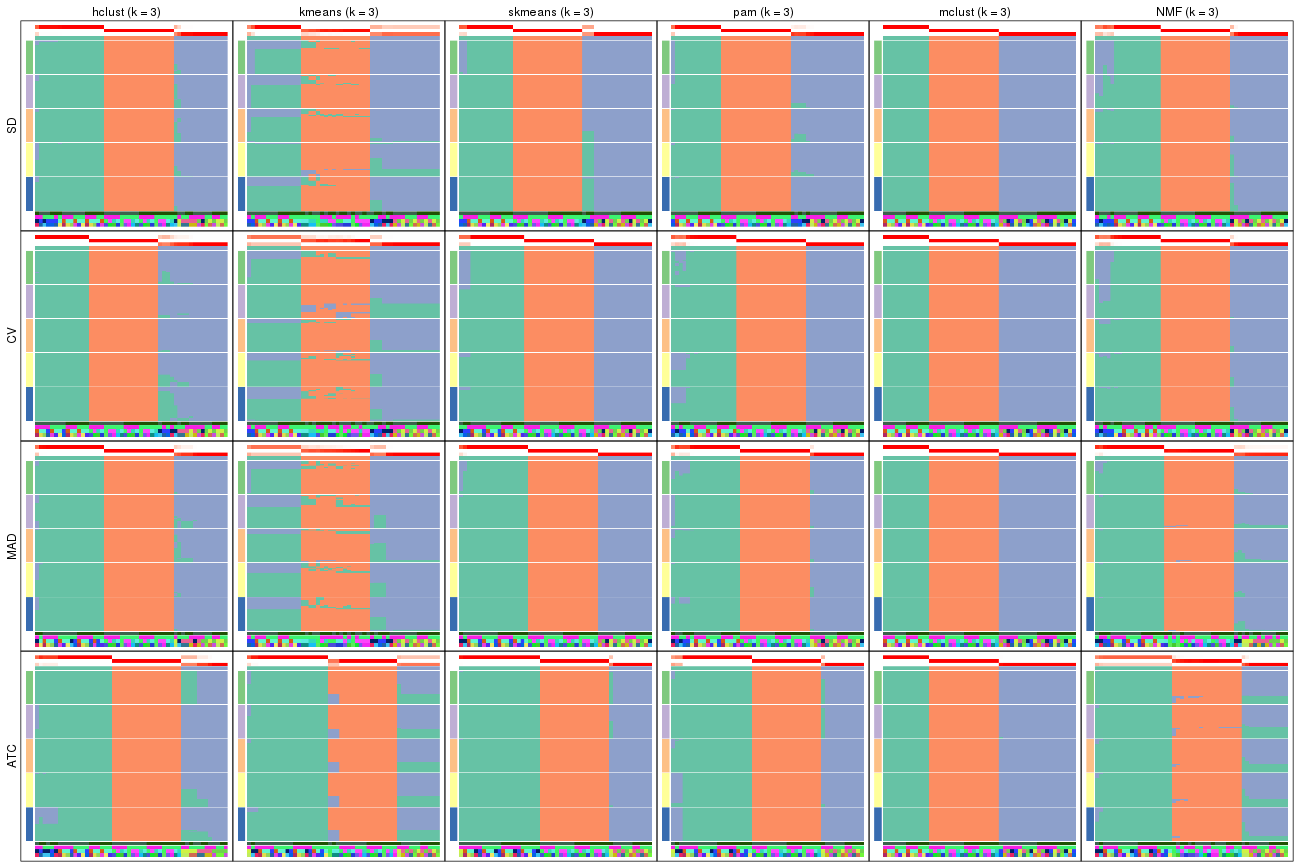 hclust (k = 3) kmeans (k = 3) skmeans (k = 3) pam (k = 3) mclust (k = 3) NMF (k = 3)
SD
CV
MAD
ATC